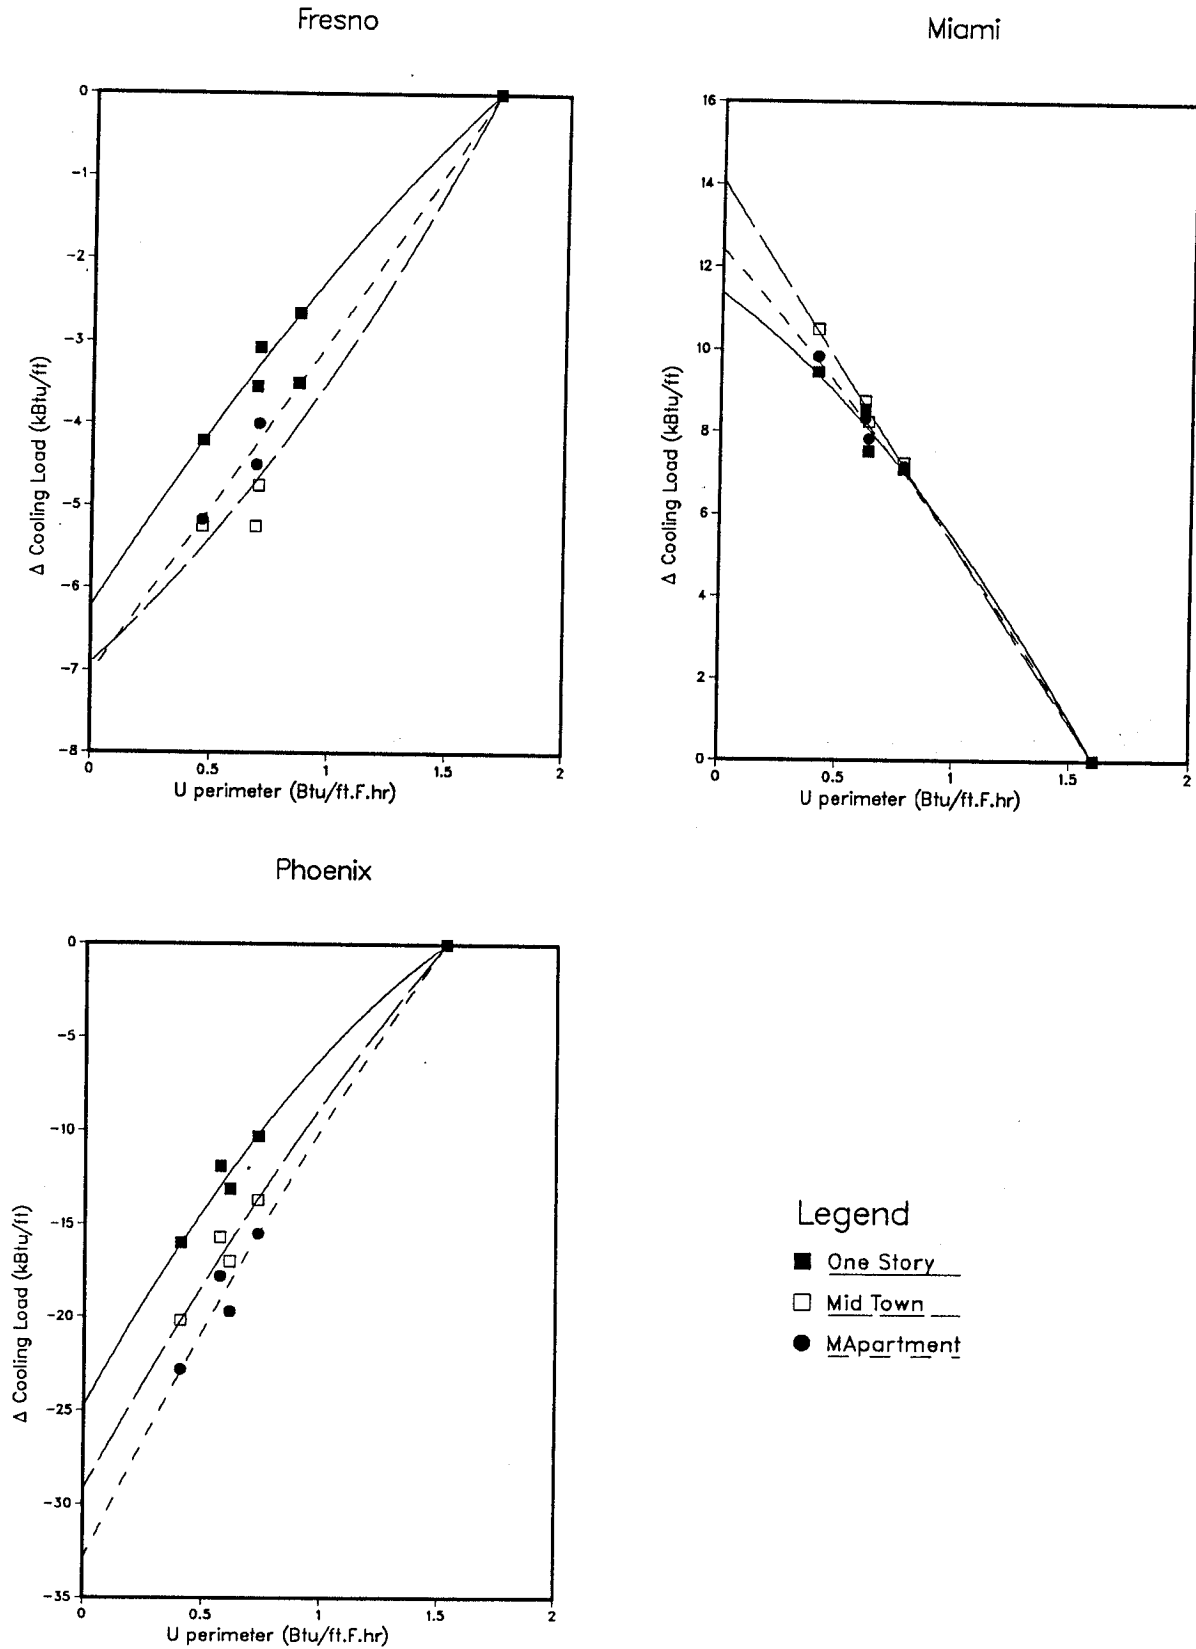 Fresno
0
-1
-2
-3
-4
-5
-6
-7
-8
Δ Cooling Load (kBtu/ft)
0 0.5 1 1.5 2
U perimeter (Btu/ft.F.hr)
Miami
16
14
12
10
8
6
4
2
0
Δ Cooling Load (kBtu/ft)
0 0.5 1 1.5 2
U perimeter (Btu/ft.F.hr)
Phoenix
0
-5
-10
-15
-20
-25
-30
-35
Δ Cooling Load (kBtu/ft)
0 0.5 1 1.5 2
U perimeter (Btu/ft.F.hr)
Legend
One Story
Mid Town
MApartment